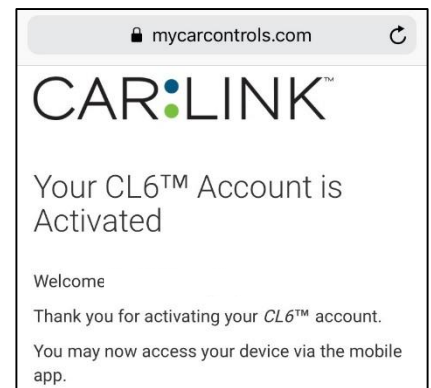 mycarcontrols.com
CAR:LINK™
Your CL6™ Account is
Activated
Welcome
Thank you for activating your CL6™ account.
You may now access your device via the mobile
app.